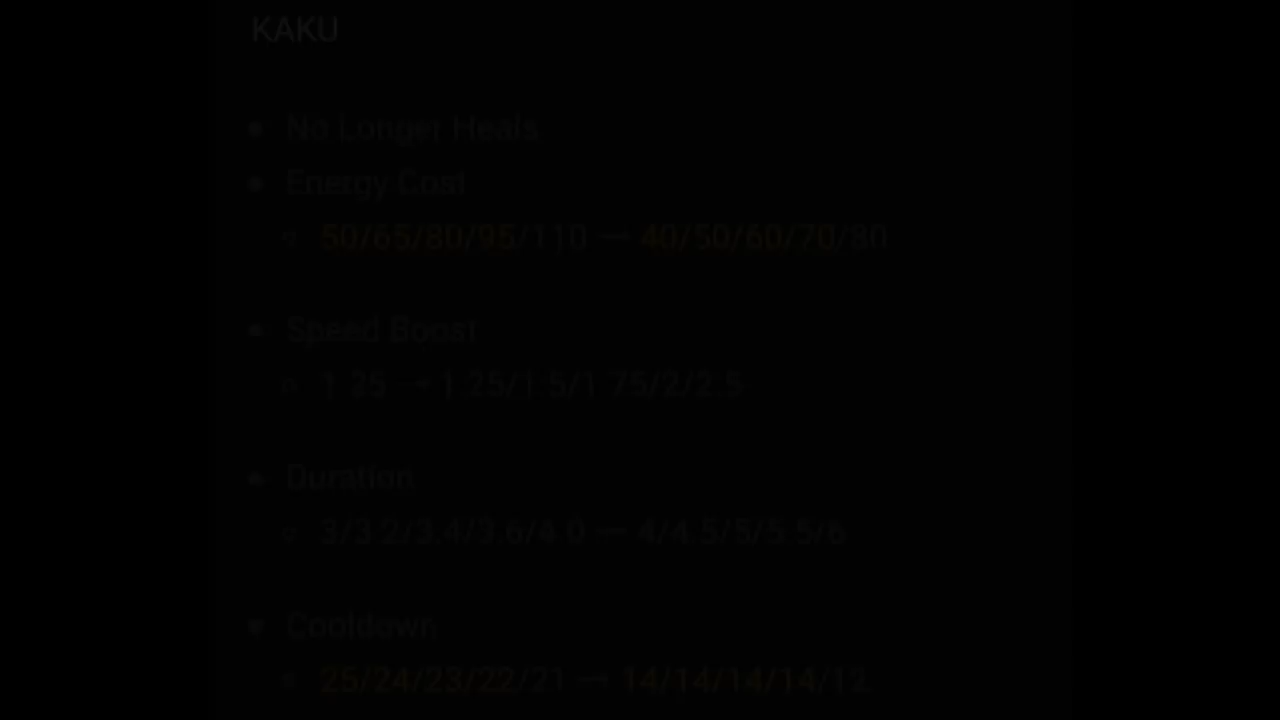 KAKU
• No Longer Heals
• Energy Cost
○ 50/65/80/95/110 — 40/50/60/70/80
• Speed Boost
○ 1.25 → 1.25/1.5/1.75/2/2.5
• Duration
○ 3/3.2/3.4/3.6/4.0 — 4/4.5/5/5.5/6
• Cooldown
○ 25/24/23/22/21 — 14/14/14/14/12